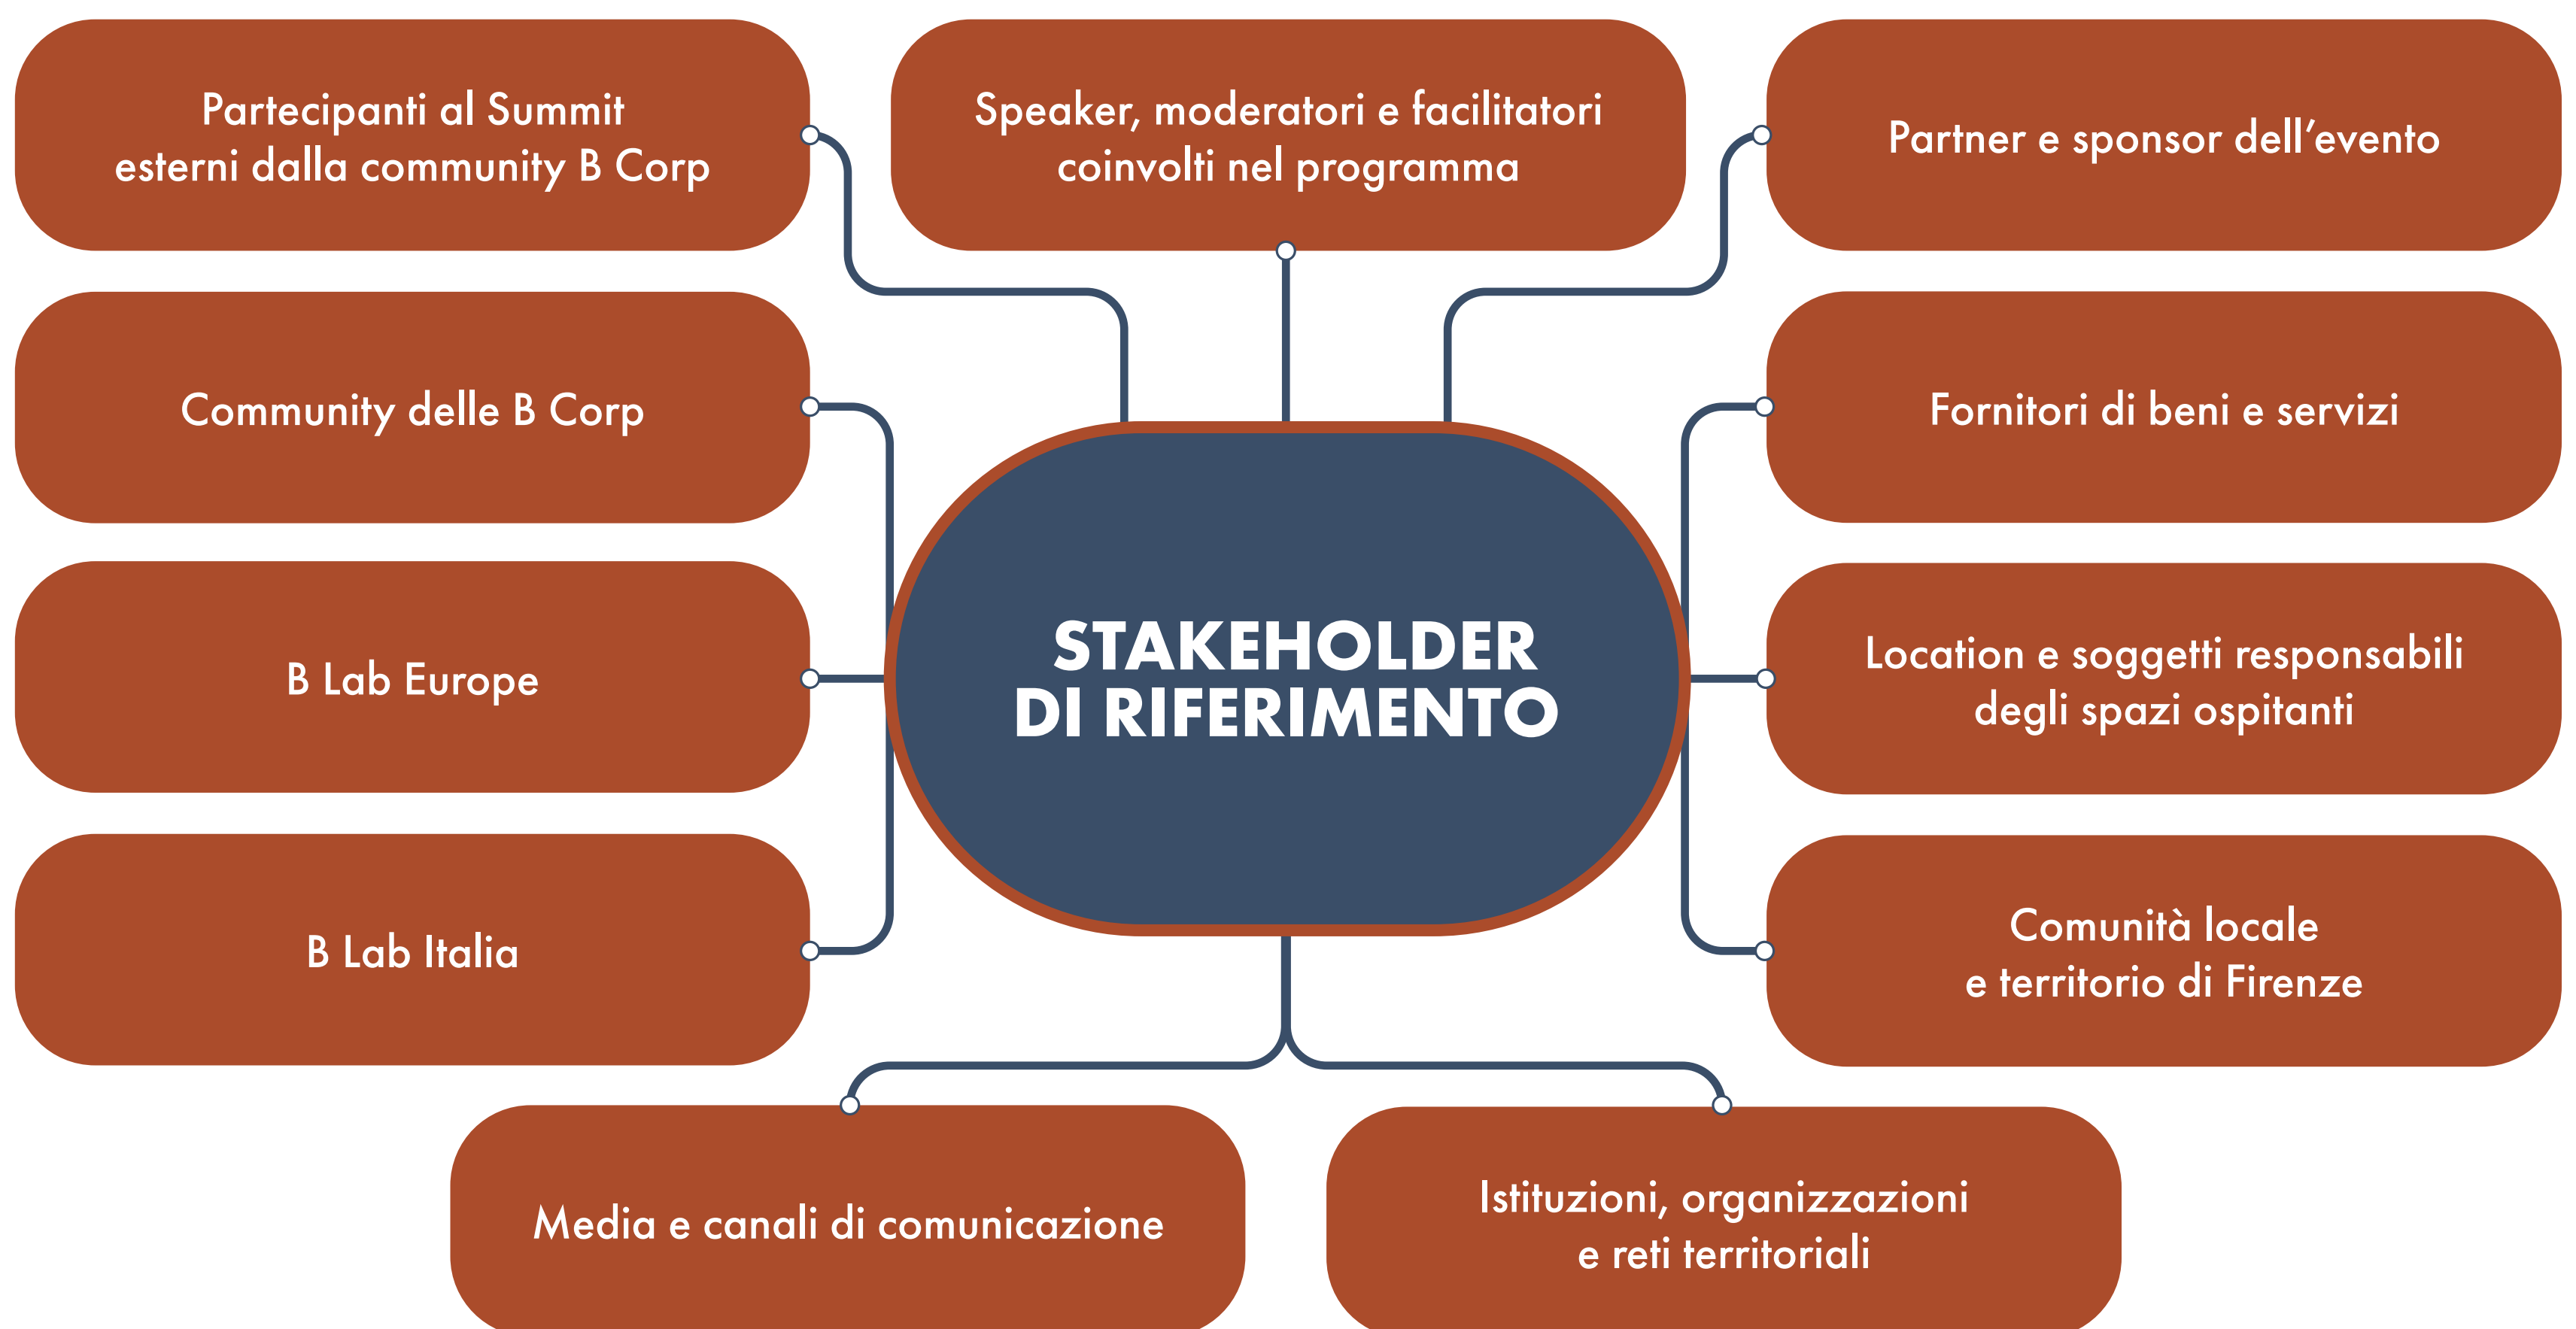 Partecipanti al Summit
esterni dalla community B Corp
Speaker, moderatori e facilitatori
coinvolti nel programma
Partner e sponsor dell’evento
Community delle B Corp
Fornitori di beni e servizi
B Lab Europe
STAKEHOLDER
DI RIFERIMENTO
Location e soggetti responsabili
degli spazi ospitanti
B Lab Italia
Comunità locale
e territorio di Firenze
Media e canali di comunicazione
Istituzioni, organizzazioni
e reti territoriali